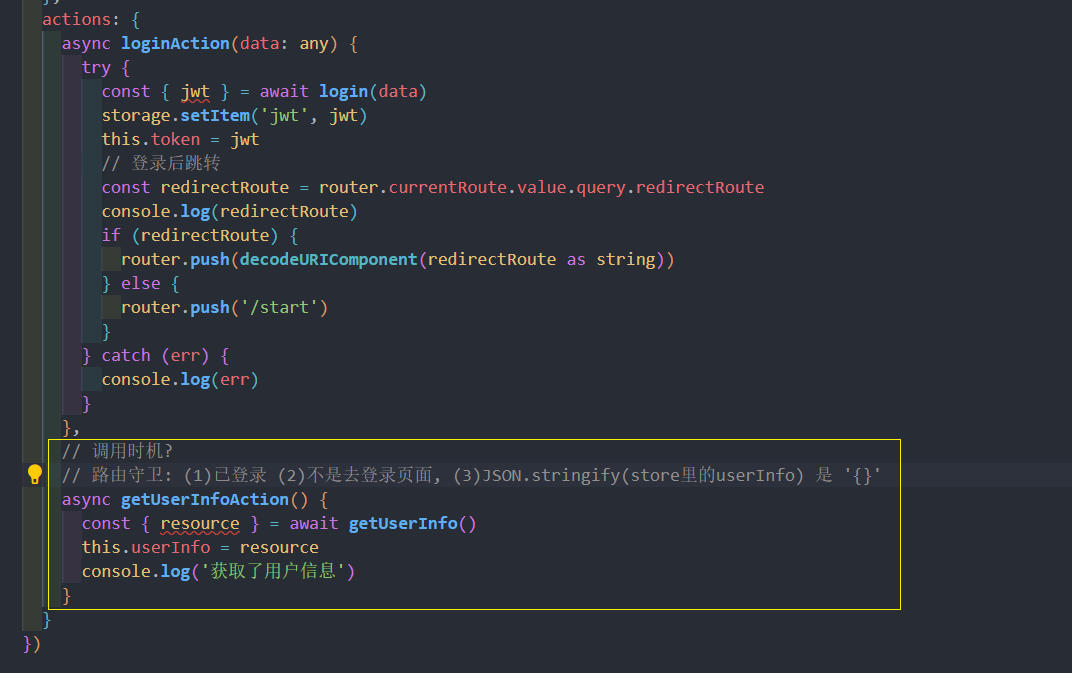 },
actions: {
async loginAction(data: any) {
try {
const { jwt } = await login(data)
storage.setItem('jwt', jwt)
this.token = jwt
// 登录后跳转
const redirectRoute = router.currentRoute.value.query.redirectRoute
console.log(redirectRoute)
if (redirectRoute) {
router.push(decodeURIComponent(redirectRoute as string))
} else {
router.push('/start')
}
} catch (err) {
console.log(err)
}
},
// 调用时机?
// 路由守卫: (1)已登录 (2)不是去登录页面, (3)JSON.stringify(store里的userInfo) 是 '{}'
async getUserInfoAction() {
const { resource } = await getUserInfo()
this.userInfo = resource
console.log('获取了用户信息')
}
}
})